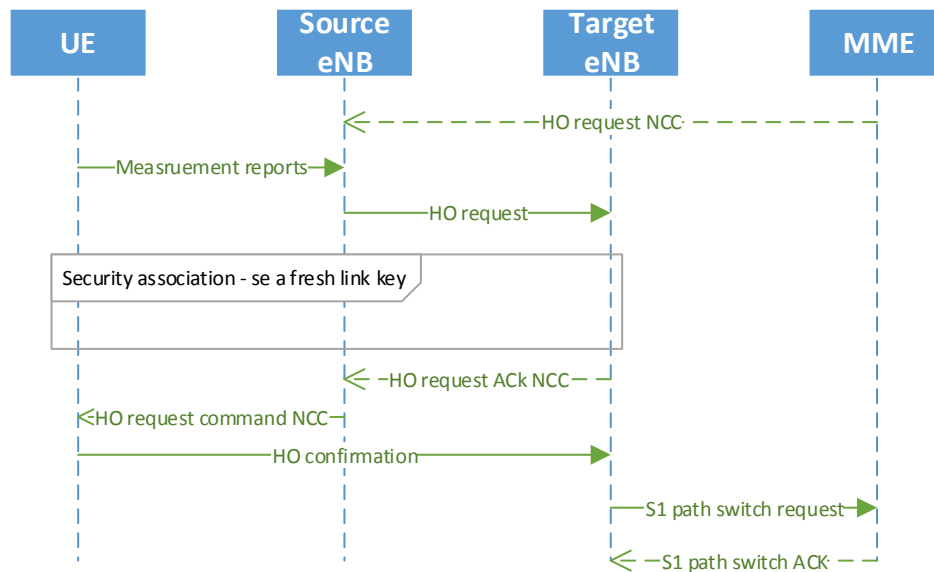 UE
Source
eNB
Target
eNB
MME
HO request NCC
Measruement reports
HO request
Security association - se a fresh link key
HO request ACk NCC
HO request command NCC
HO confirmation
S1 path switch request
S1 path switch ACK